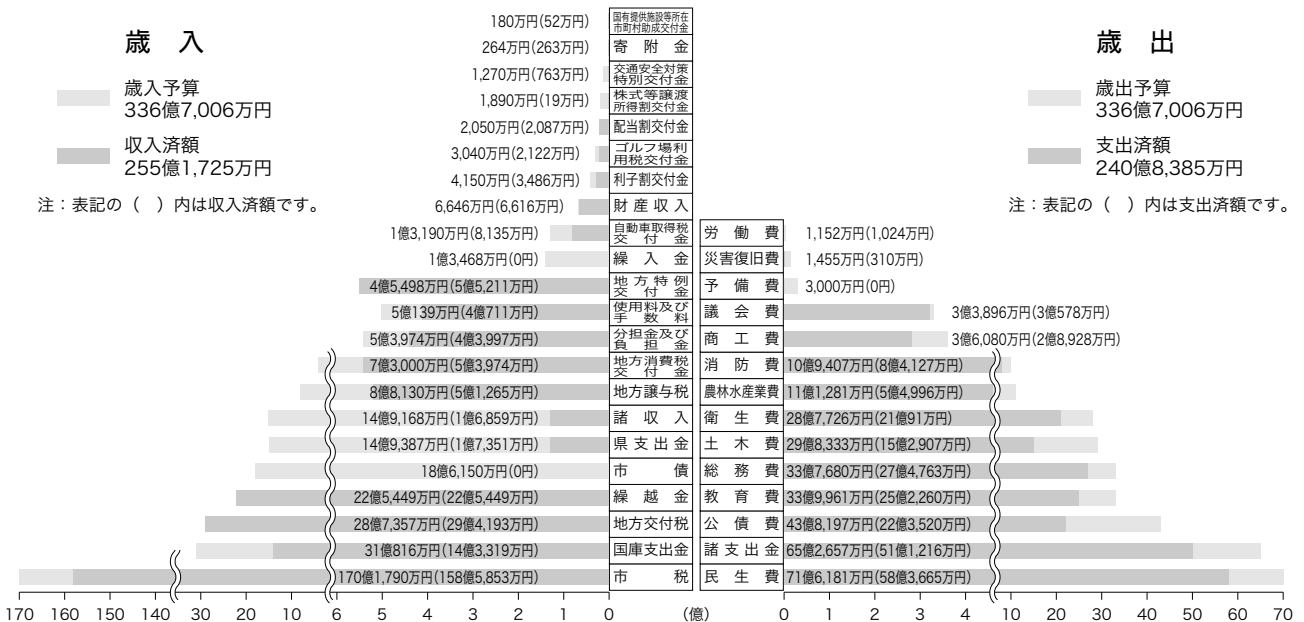 歳入
歳入予算
336億7,006万円
収入済額
255億1,725万円
注：表記の（　）内は収入済額です。
歳出
歳出予算
336億7,006万円
支出済額
240億8,385万円
注：表記の（　）内は支出済額です。
180万円(52万円) 国有提供施設等所在市町村助成交付金
264万円(263万円) 寄附金
1,270万円(763万円) 交通安全対策特別交付金
1,890万円(19万円) 株式等譲渡所得割交付金
2,050万円(2,087万円) 配当割交付金
3,040万円(2,122万円) ゴルフ場利用税交付金
4,150万円(3,486万円) 利子割交付金
6,646万円(6,616万円) 財産収入
1億3,190万円(8,135万円) 自動車取得税交付金 労働費 1,152万円(1,024万円)
1億3,468万円(0円) 繰入金 災害復旧費 1,455万円(310万円)
4億5,498万円(5億5,211万円) 地方特例交付金 予備費 3,000万円(0円)
5億139万円(4億711万円) 使用料及び手数料 議会費 3億3,896万円(3億578万円)
5億3,974万円(4億3,997万円) 分担金及び負担金 商工費 3億6,080万円(2億8,928万円)
7億3,000万円(5億3,974万円) 地方消費税交付金 消防費 10億9,407万円(8億4,127万円)
8億8,130万円(5億1,265万円) 地方譲与税 農林水産業費 11億1,281万円(5億4,996万円)
14億9,168万円(1億6,859万円) 諸収入 衛生費 28億7,726万円(21億91万円)
14億9,387万円(1億7,351万円) 県支出金 土木費 29億8,333万円(15億2,907万円)
18億6,150万円(0円) 市債 総務費 33億7,680万円(27億4,763万円)
22億5,449万円(22億5,449万円) 繰越金 教育費 33億9,961万円(25億2,260万円)
28億7,357万円(29億4,193万円) 地方交付税 公債費 43億8,197万円(22億3,520万円)
31億816万円(14億3,319万円) 国庫支出金 諸支出金 65億2,657万円(51億1,216万円)
170億1,790万円(158億5,853万円) 市税 民生費 71億6,181万円(58億3,665万円)
170 160 150 140 30 20 10 6 5 4 3 2 1 0 (億) 0 1 2 3 4 10 20 30 40 50 60 70